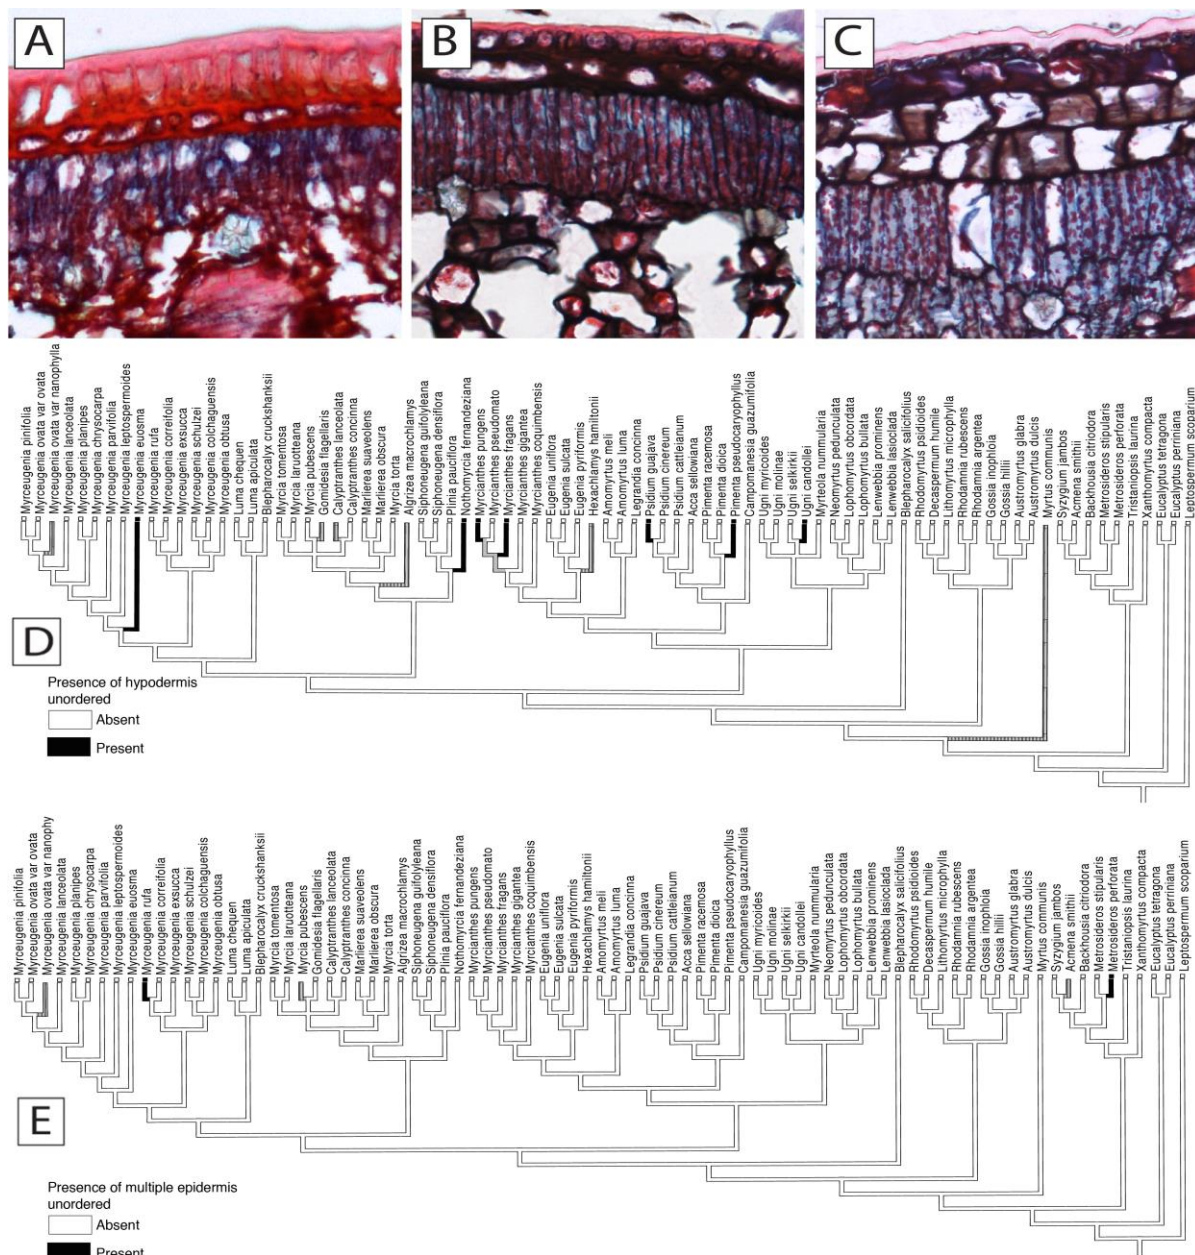 A
B
C
Myrceugenia pinifolia
Myrceugenia ovata var ovata
Myrceugenia ovata var nanophylla
Myrceugenia lanceolata
Myrceugenia planipes
Myrceugenia chrysocarpa
Myrceugenia parvifolia
Myrceugenia leptospermoides
Myrceugenia euosma
Myrceugenia rufa
Myrceugenia correifolia
Myrceugenia exsucca
Myrceugenia schulzei
Myrceugenia colchaguensis
Myrceugenia obtusa
Luma chequen
Luma apiculata
Blepharocalyx cruckshanksii
Myrcia tomentosa
Myrcia laruoteana
Myrcia pubescens
Gomidesia flagellaris
Calyptranthes lanceolata
Calyptranthes concinna
Marlierea suaveolens
Marlierea obscura
Myrcia torta
Algrizea macrochlamys
Siphoneugena guifolyleana
Siphoneugena densiflora
Plinia pauciflora
Nothomyrcia fernandeziana
Myrcianthes pungens
Myrcianthes pseudomato
Myrcianthes fragans
Myrcianthes gigantea
Myrcianthes coquimbensis
Eugenia uniflora
Eugenia sulcata
Eugenia pyriformis
Hexachlamys hamiltonii
Amomyrtus meli
Amomyrtus luma
Legrandia concinna
Psidium guajava
Psidium cinereum
Psidium cattleianum
Acca sellowiana
Pimenta racemosa
Pimenta dioica
Pimenta pseudocaryophyllus
Campomanesia guazumifolia
Ugni myricoides
Ugni molinae
Ugni selkirkii
Ugni candollei
Myrteola nummularia
Neomyrtus pedunculata
Lophomyrtus obcordata
Lophomyrtus bullata
Lenwebbia prominens
Lenwebbia lasioclada
Blepharocalyx salicifolius
Rhodomyrtus psidioides
Decaspermum humile
Lithomyrtus microphylla
Rhodamnia rubescens
Rhodamnia argentea
Gossia inophloia
Gossia hillii
Austromyrtus glabra
Austromyrtus dulcis
Myrtus communis
Syzygium jambos
Acmena smithii
Backhousia citriodora
Metrosideros stipularis
Metrosideros perforata
Tristaniopsis laurina
Xanthomyrtus compacta
Eucalyptus tetragona
Eucalyptus perriniana
Leptospermum scoparium
D
Presence of hypodermis
unordered
Absent
Present
Myrceugenia pinifolia
Myrceugenia ovata var ovata
Myrceugenia ovata var nanophy
Myrceugenia lanceolata
Myrceugenia planipes
Myrceugenia chrysocarpa
Myrceugenia parvifolia
Myrceugenia leptospermoides
Myrceugenia euosma
Myrceugenia rufa
Myrceugenia correifolia
Myrceugenia exsucca
Myrceugenia schulzei
Myrceugenia colchaguensis
Myrceugenia obtusa
Luma chequen
Luma apiculata
Blepharocalyx cruckshanksii
Myrcia tomentosa
Myrcia laruotteana
Myrcia pubescens
Gomidesia flagellaris
Calyptranthes lanceolata
Calyptranthes concinna
Marlierea suaveolens
Marlierea obscura
Myrcia torta
Algrizea macrochlamys
Siphoneugena guifolyleana
Siphoneugena densiflora
Plinia pauciflora
Nothomyrcia fernandeziana
Myrcianthes pungens
Myrcianthes pseudomato
Myrcianthes fragans
Myrcianthes gigantea
Myrcianthes coquimbensis
Eugenia uniflora
Eugenia sulcata
Eugenia pyriformis
Hexachlamys hamiltonii
Amomyrtus meli
Amomyrtus luma
Legrandia concinna
Psidium guajava
Psidium cinereum
Psidium cattleianum
Acca sellowiana
Pimenta racemosa
Pimenta dioica
Pimenta pseudocaryophyllus
Campomanesia guazumifolia
Ugni myricoides
Ugni molinae
Ugni selkirkii
Ugni candollei
Myrteola nummularia
Neomyrtus pedunculata
Lophomyrtus obcordata
Lophomyrtus bullata
Lenwebbia prominens
Lenwebbia lasioclada
Blepharocalyx salicifolius
Rhodomyrtus psidioides
Decaspermum humile
Lithomyrtus microphylla
Rhodamnia rubescens
Rhodamnia argentea
Gossia inophloia
Gossia hillii
Austromyrtus glabra
Austromyrtus dulcis
Myrtus communis
Syzygium jambos
Acmena smithii
Backhousia citriodora
Metrosideros stipularis
Metrosideros perforata
Tristaniopsis laurina
Xanthomyrtus compacta
Eucalyptus tetragona
Eucalyptus perriniana
Leptospermum scoparium
E
Presence of multiple epidermis
unordered
Absent
Present